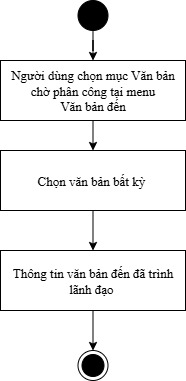 Người dùng chọn mục Văn bản
chờ phân công tại menu
Văn bản đến
Chọn văn bản bất kỳ
Thông tin văn bản đến đã trình
lãnh đạo